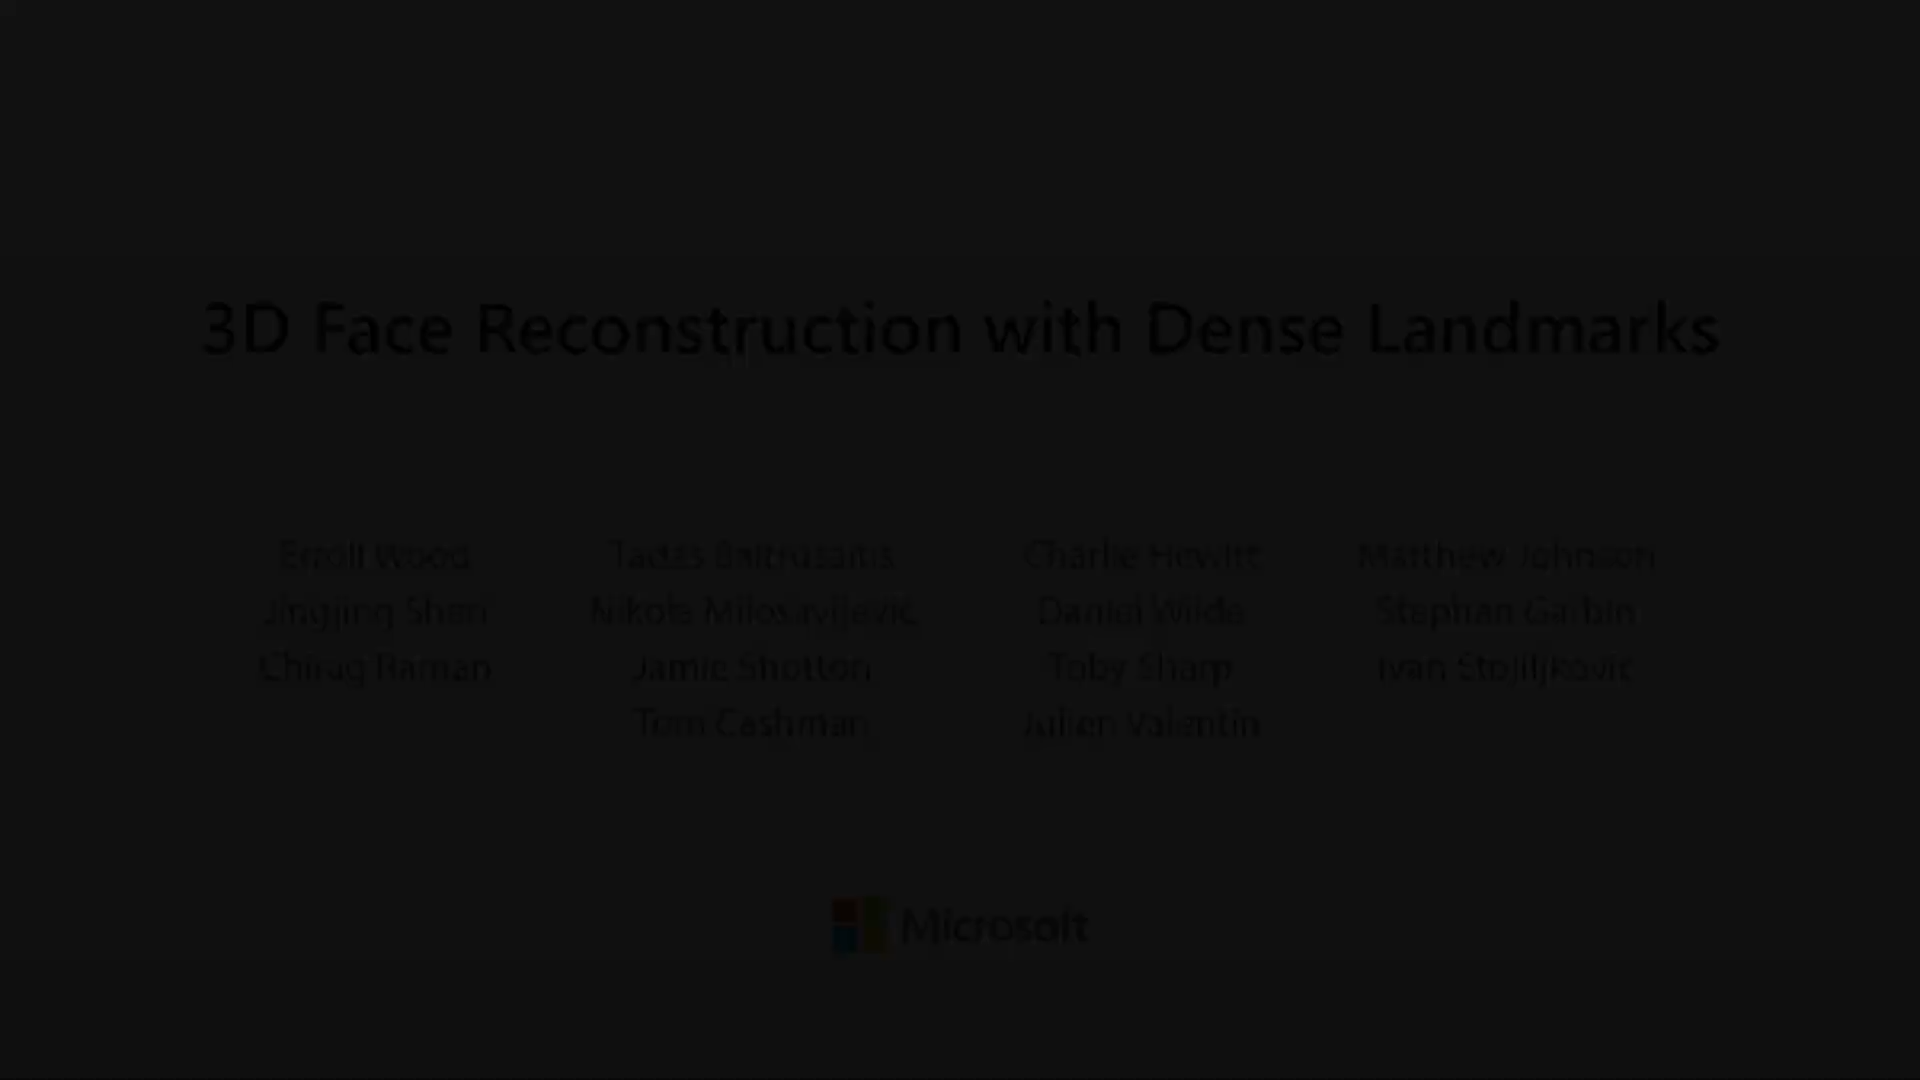 3D Face Reconstruction with Dense Landmarks
Erroll Wood Tadas Baltrusaitis Charlie Hewitt Matthew Johnson
Jingjing Shen Nikola Milosavljević Daniel Wilde Stephan Garbin
Chirag Raman Jamie Shotton Toby Sharp Ivan Stojiljković
Tom Cashman Julien Valentin
Microsoft